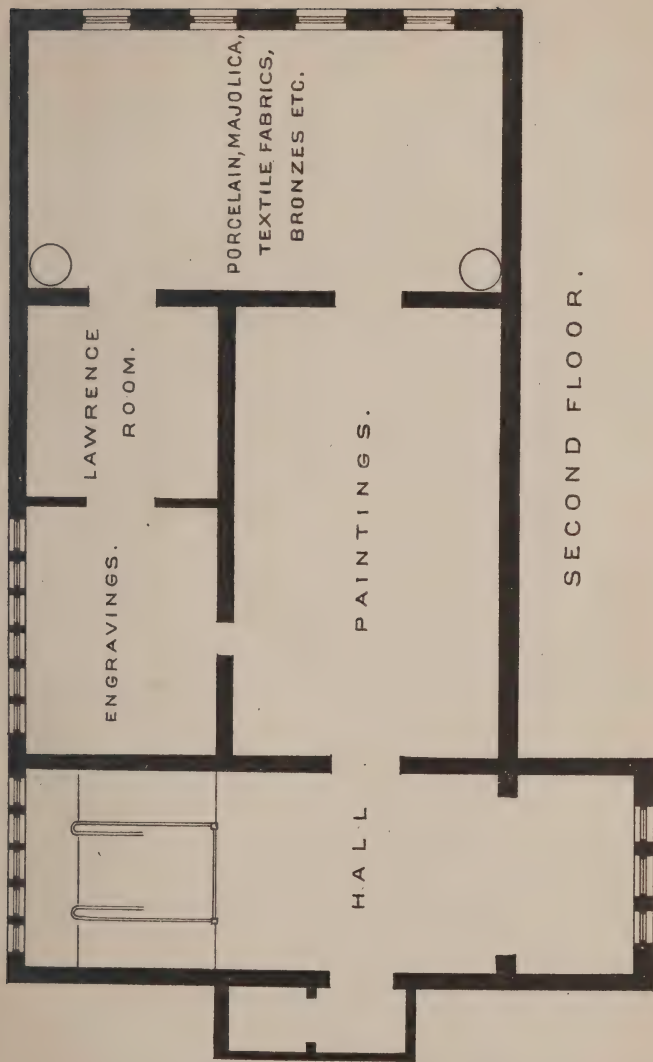 PORCELAIN, MAJOLICA,
TEXTILE FABRICS,
BRONZES ETC.
LAWRENCE
ROOM.
ENGRAVINGS.
PAINTINGS.
HALL
SECOND FLOOR.